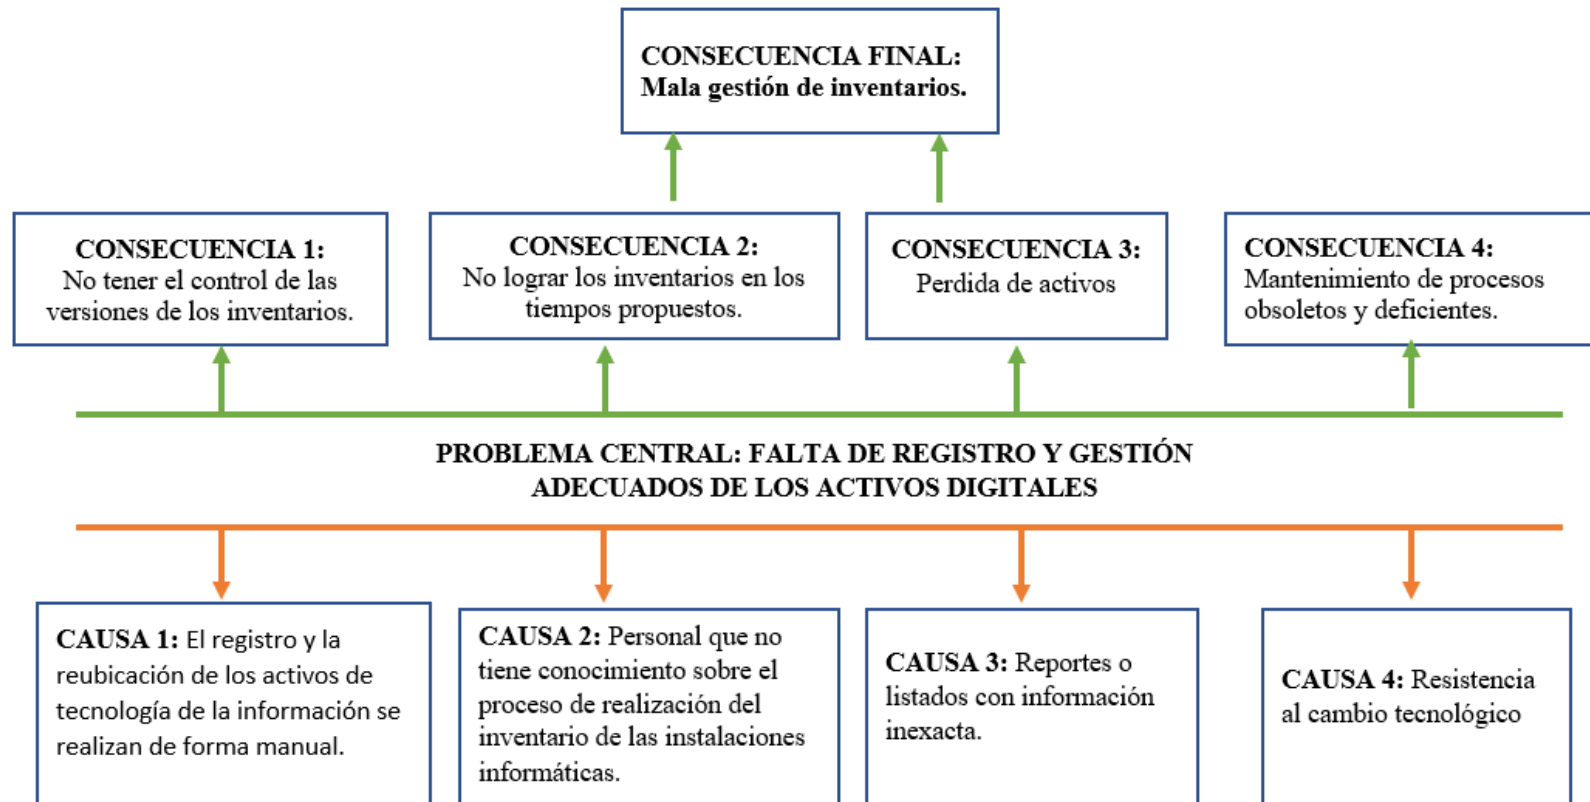 CONSECUENCIA FINAL:
Mala gestión de inventarios.
CONSECUENCIA 1:
No tener el control de las
versiones de los inventarios.
CONSECUENCIA 2:
No lograr los inventarios en los
tiempos propuestos.
CONSECUENCIA 3:
Perdida de activos
CONSECUENCIA 4:
Mantenimiento de procesos
obsoletos y deficientes.
PROBLEMA CENTRAL: FALTA DE REGISTRO Y GESTIÓN
ADECUADOS DE LOS ACTIVOS DIGITALES
CAUSA 1: El registro y la
reubicación de los activos de
tecnología de la información se
realizan de forma manual.
CAUSA 2: Personal que no
tiene conocimiento sobre el
proceso de realización del
inventario de las instalaciones
informáticas.
CAUSA 3: Reportes o
listados con información
inexacta.
CAUSA 4: Resistencia
al cambio tecnológico